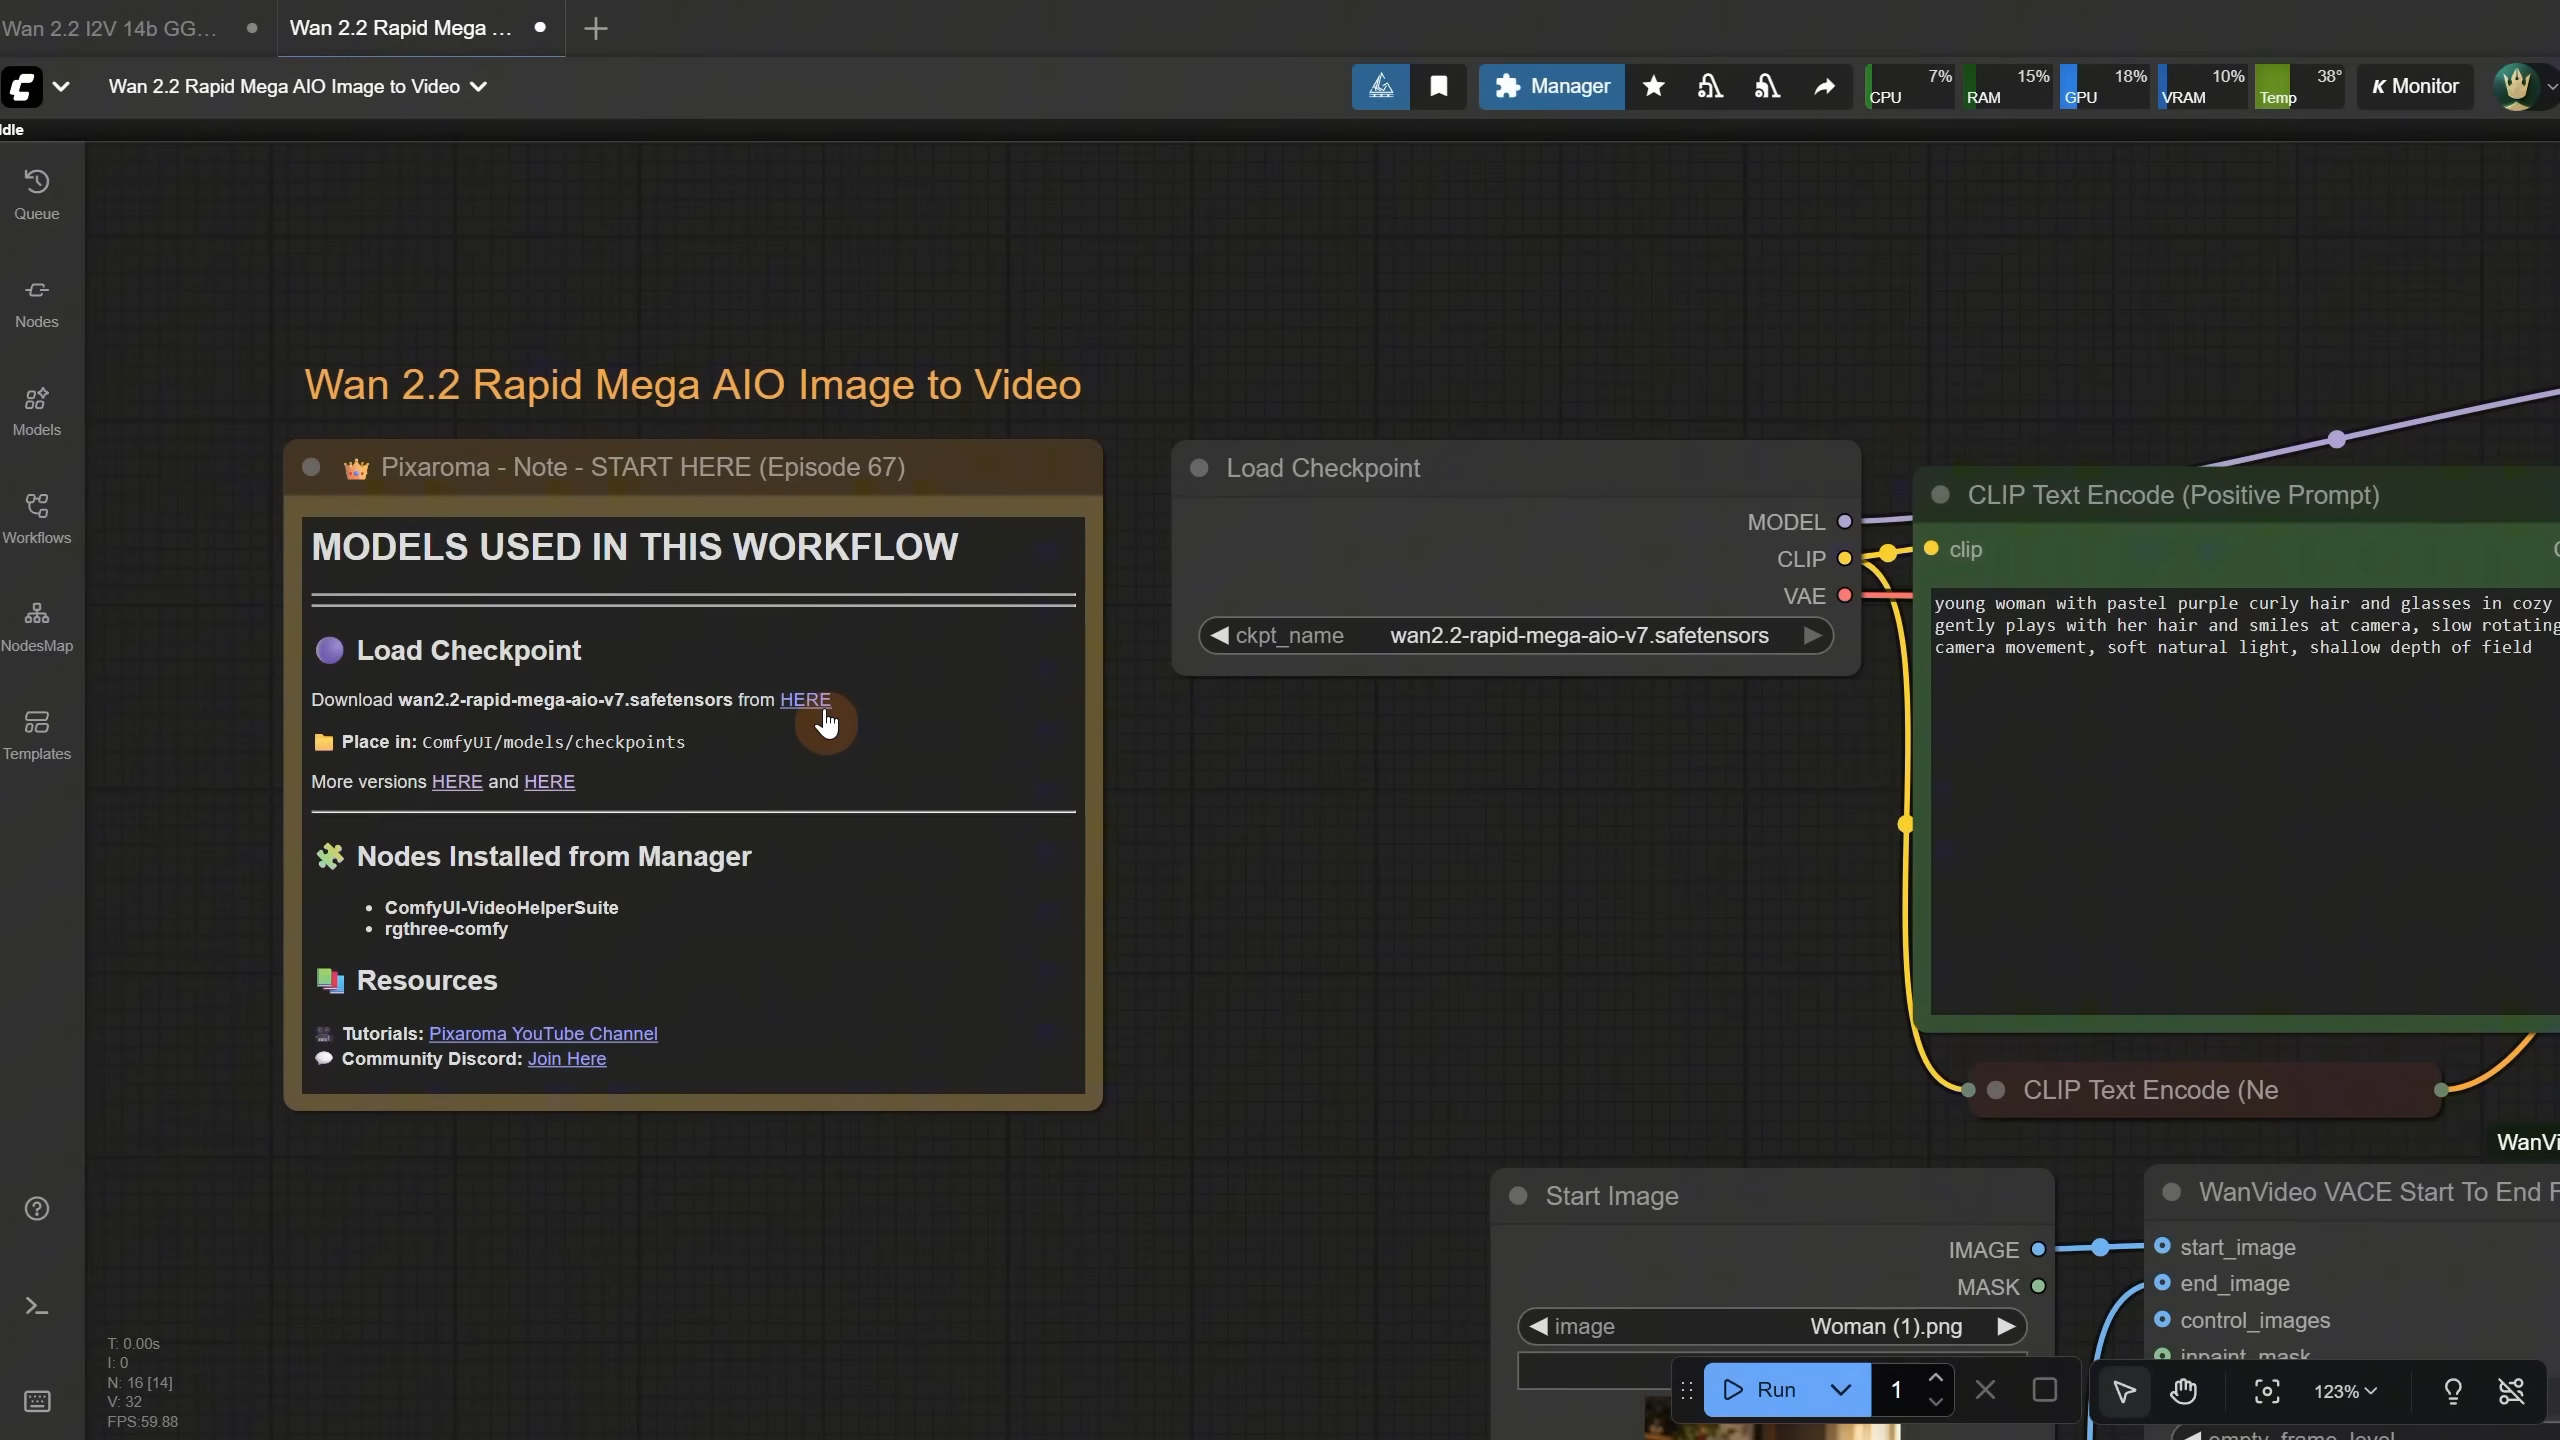 Wan 2.2 I2V 14b GG...
Wan 2.2 Rapid Mega ...
Wan 2.2 Rapid Mega AIO Image to Video
Manager
7%
CPU
15%
RAM
18%
GPU
10%
VRAM
38°
Temp
K Monitor
Idle
Queue
Nodes
Models
Workflows
NodesMap
Templates
Wan 2.2 Rapid Mega AIO Image to Video
Pixaroma - Note - START HERE (Episode 67)
MODELS USED IN THIS WORKFLOW
Load Checkpoint
Download wan2.2-rapid-mega-aio-v7.safetensors from HERE
Place in: ComfyUI/models/checkpoints
More versions HERE and HERE
Nodes Installed from Manager
• ComfyUI-VideoHelperSuite
• rgthree-comfy
Resources
Tutorials: Pixaroma YouTube Channel
Community Discord: Join Here
Load Checkpoint
MODEL
CLIP
VAE
ckpt_name wan2.2-rapid-mega-aio-v7.safetensors
CLIP Text Encode (Positive Prompt)
clip
young woman with pastel purple curly hair and glasses in cozy
gently plays with her hair and smiles at camera, slow rotating
camera movement, soft natural light, shallow depth of field
CLIP Text Encode (Ne
WanVi
Start Image
IMAGE
MASK
image Woman (1).png
WanVideo VACE Start To End F
start_image
end_image
control_images
inpaint_mask
Run
1
123%
T: 0.00s
I: 0
N: 16 [14]
V: 32
FPS:59.88